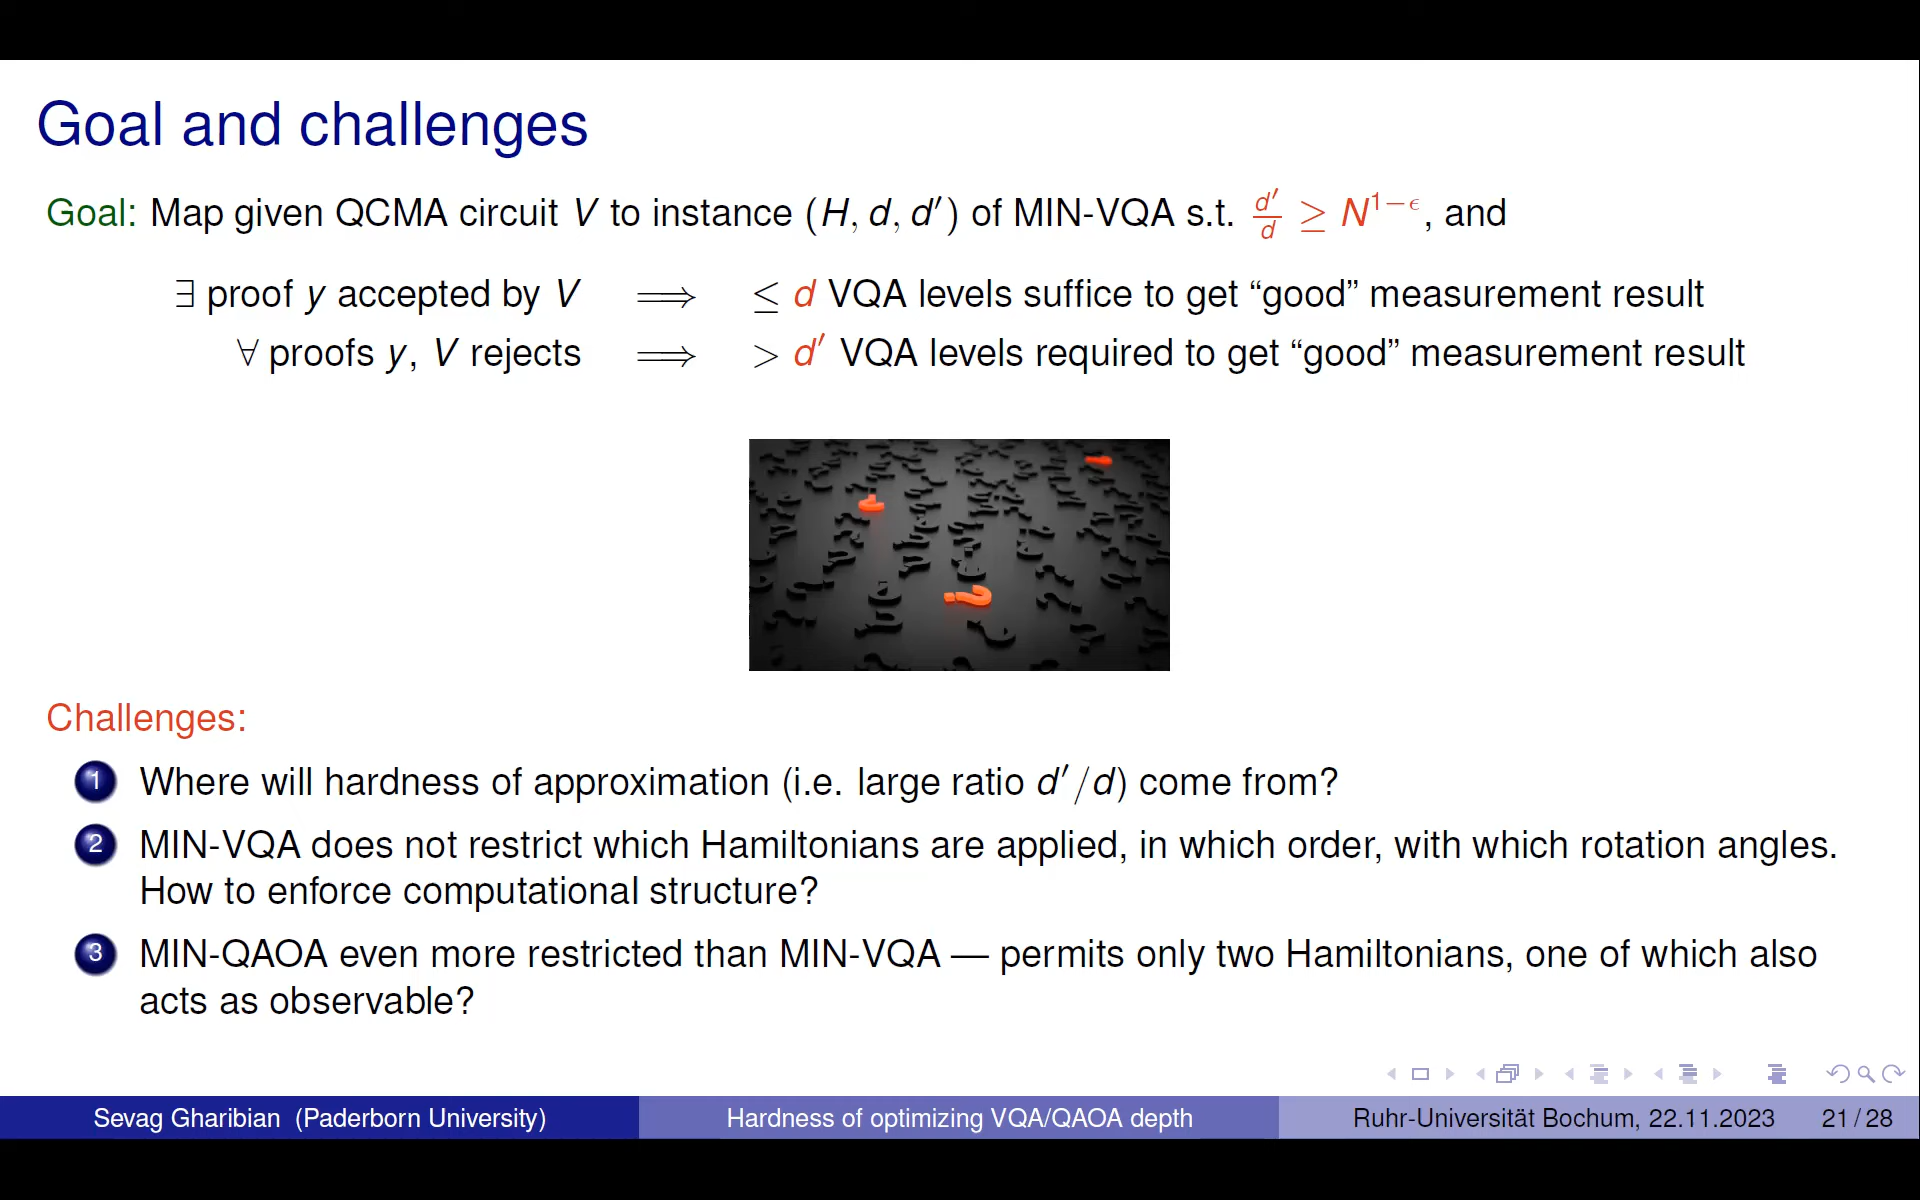 Goal and challenges
Goal: Map given QCMA circuit V to instance (H, d, d′) of MIN-VQA s.t. d′/d ≥ N^{1−ϵ}, and
∃ proof y accepted by V ⟹ ≤ d VQA levels suffice to get “good” measurement result
∀ proofs y, V rejects ⟹ > d′ VQA levels required to get “good” measurement result
Challenges:
1 Where will hardness of approximation (i.e. large ratio d′/d) come from?
2 MIN-VQA does not restrict which Hamiltonians are applied, in which order, with which rotation angles.
How to enforce computational structure?
3 MIN-QAOA even more restricted than MIN-VQA — permits only two Hamiltonians, one of which also
acts as observable?
Sevag Gharibian (Paderborn University) Hardness of optimizing VQA/QAOA depth Ruhr-Universität Bochum, 22.11.2023 21 / 28